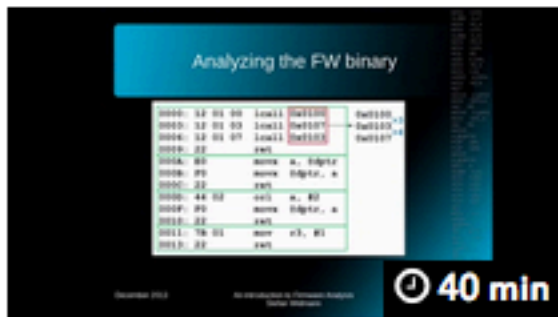 Analyzing the FW binary
0000: 12 01 00 lcall 0x0100
0003: 12 01 03 lcall 0x0107
0006: 12 01 07 lcall 0x0103
0009: 22 ret
000A: E0 movx a, @dptr
000B: F0 movx @dptr, a
000C: 22 ret
000D: 44 02 orl a, #2
000F: F0 movx @dptr, a
0010: 22 ret
0011: 7B 01 mov r3, #1
0013: 22 ret
0x0100
0x0103
0x0107
December 2013
An Introduction to Firmware Analysis
Stefan Widmann
40 min